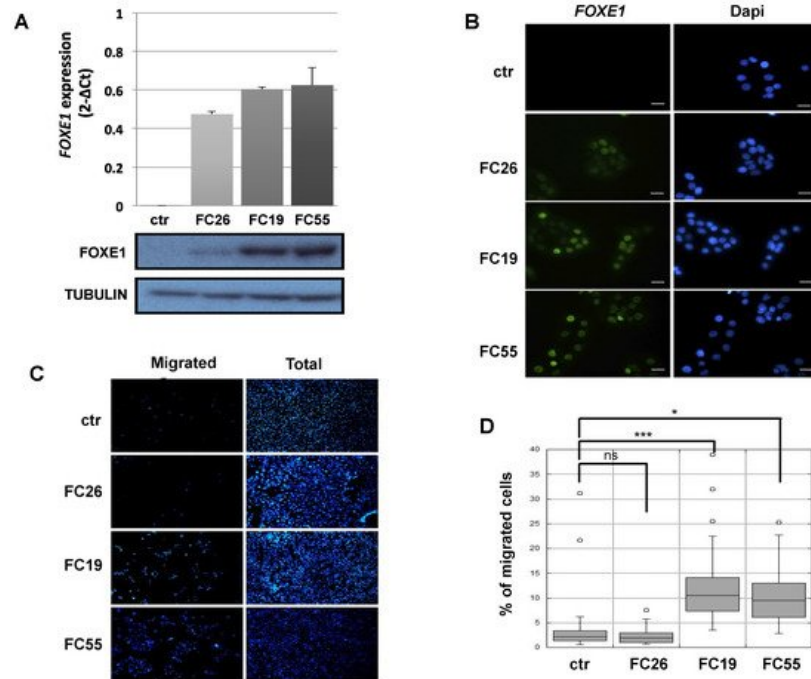 A
FOXE1 expression
(2-ΔCt)
1
0.8
0.6
0.4
0.2
0
ctr FC26 FC19 FC55
FOXE1
TUBULIN
B
FOXE1 Dapi
ctr
FC26
FC19
FC55
C
Migrated Total
ctr
FC26
FC19
FC55
D
*
***
ns
% of migrated cells
40
35
30
25
20
15
10
5
0
ctr FC26 FC19 FC55